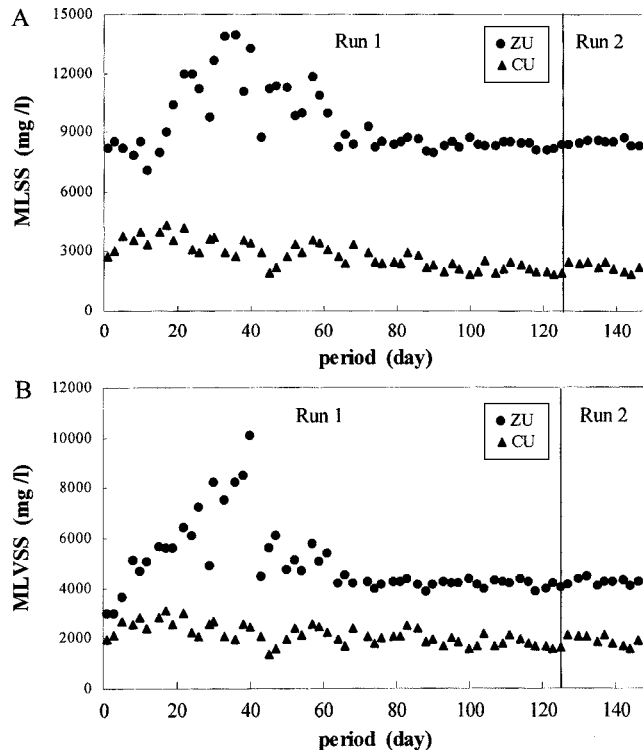 A
15000
12000
9000
6000
3000
0
MLSS (mg /l)
Run 1
Run 2
ZU
CU
0 20 40 60 80 100 120 140
period (day)
B
12000
10000
8000
6000
4000
2000
0
MLVSS (mg /l)
Run 1
Run 2
ZU
CU
0 20 40 60 80 100 120 140
period (day)